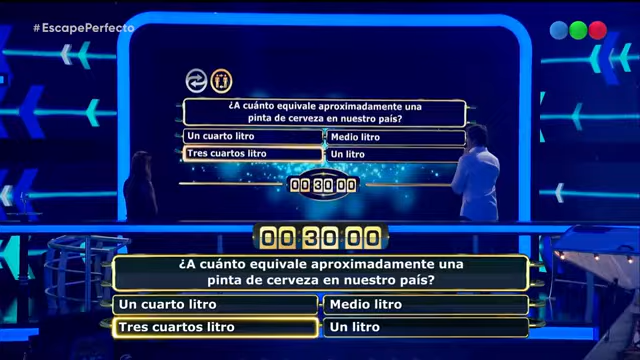 #EscapePerfecto
¿A cuánto equivale aproximadamente una
pinta de cerveza en nuestro país?
Un cuarto litro
Medio litro
Tres cuartos litro
Un litro
00:30:00
00:30:00
¿A cuánto equivale aproximadamente una
pinta de cerveza en nuestro país?
Un cuarto litro
Medio litro
Tres cuartos litro
Un litro